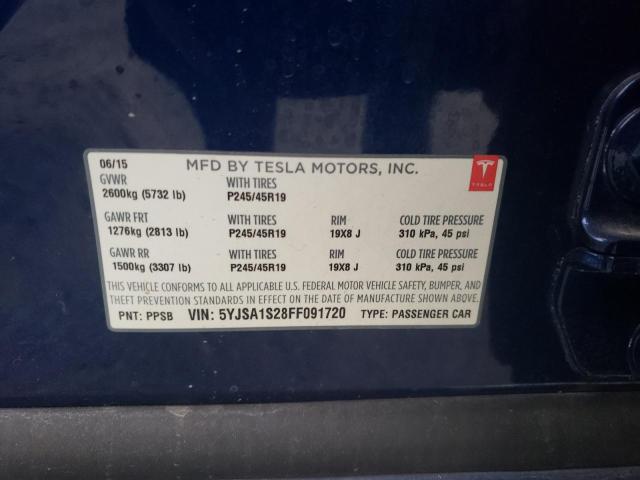 06/15 MFD BY TESLA MOTORS, INC.
TESLA
GVWR WITH TIRES
2600kg (5732 lb) P245/45R19
GAWR FRT WITH TIRES RIM COLD TIRE PRESSURE
1276kg (2813 lb) P245/45R19 19X8 J 310 kPa, 45 psi
GAWR RR WITH TIRES RIM COLD TIRE PRESSURE
1500kg (3307 lb) P245/45R19 19X8 J 310 kPa, 45 psi
THIS VEHICLE CONFORMS TO ALL APPLICABLE U.S. FEDERAL MOTOR VEHICLE SAFETY, BUMPER, AND
THEFT PREVENTION STANDARDS IN EFFECT ON THE DATE OF MANUFACTURE SHOWN ABOVE.
PNT: PPSB VIN: 5YJSA1S28FF091720 TYPE: PASSENGER CAR